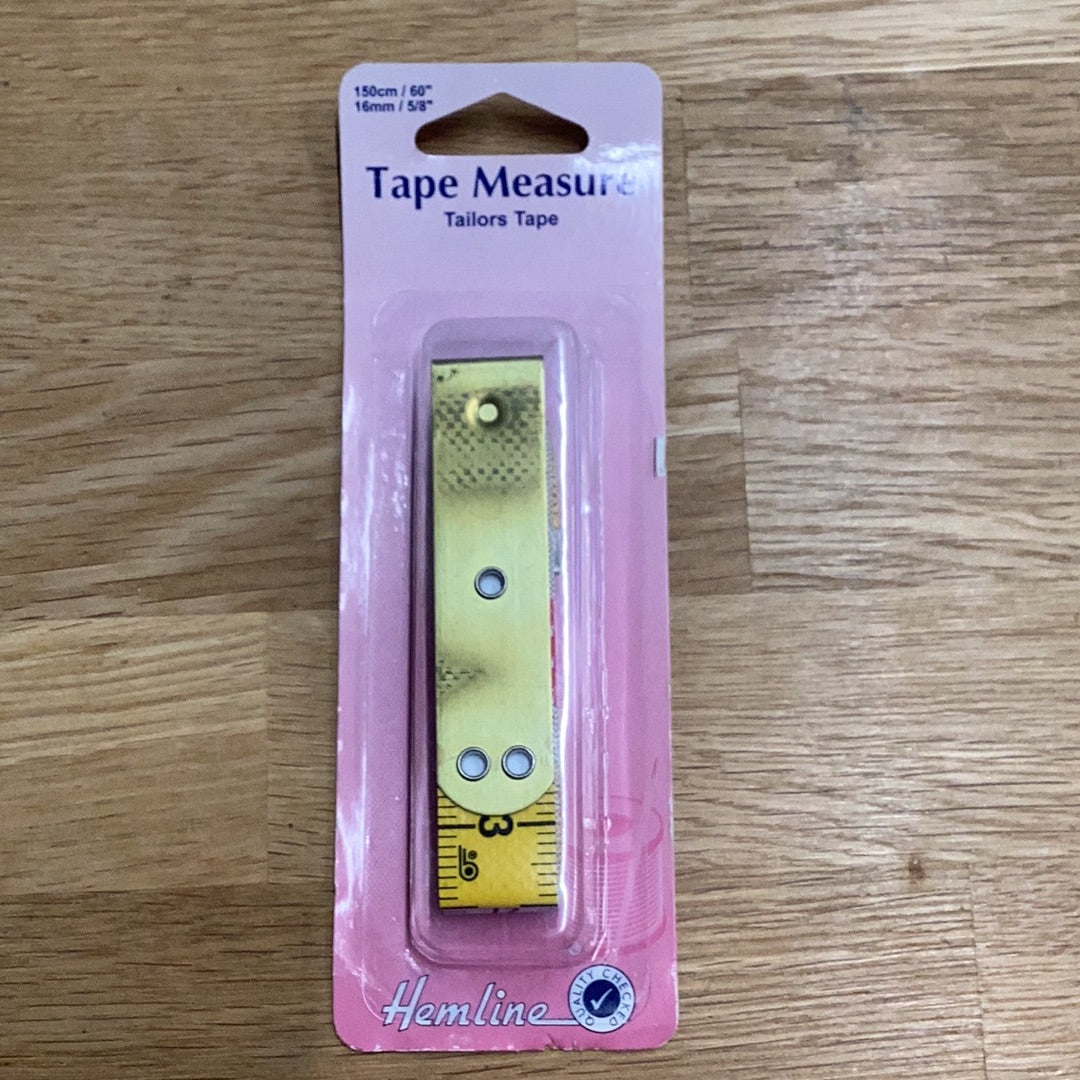 150cm / 60"
16mm / 5/8"
Tape Measure
Tailors Tape
3
Hemline
QUALITY CHECKED